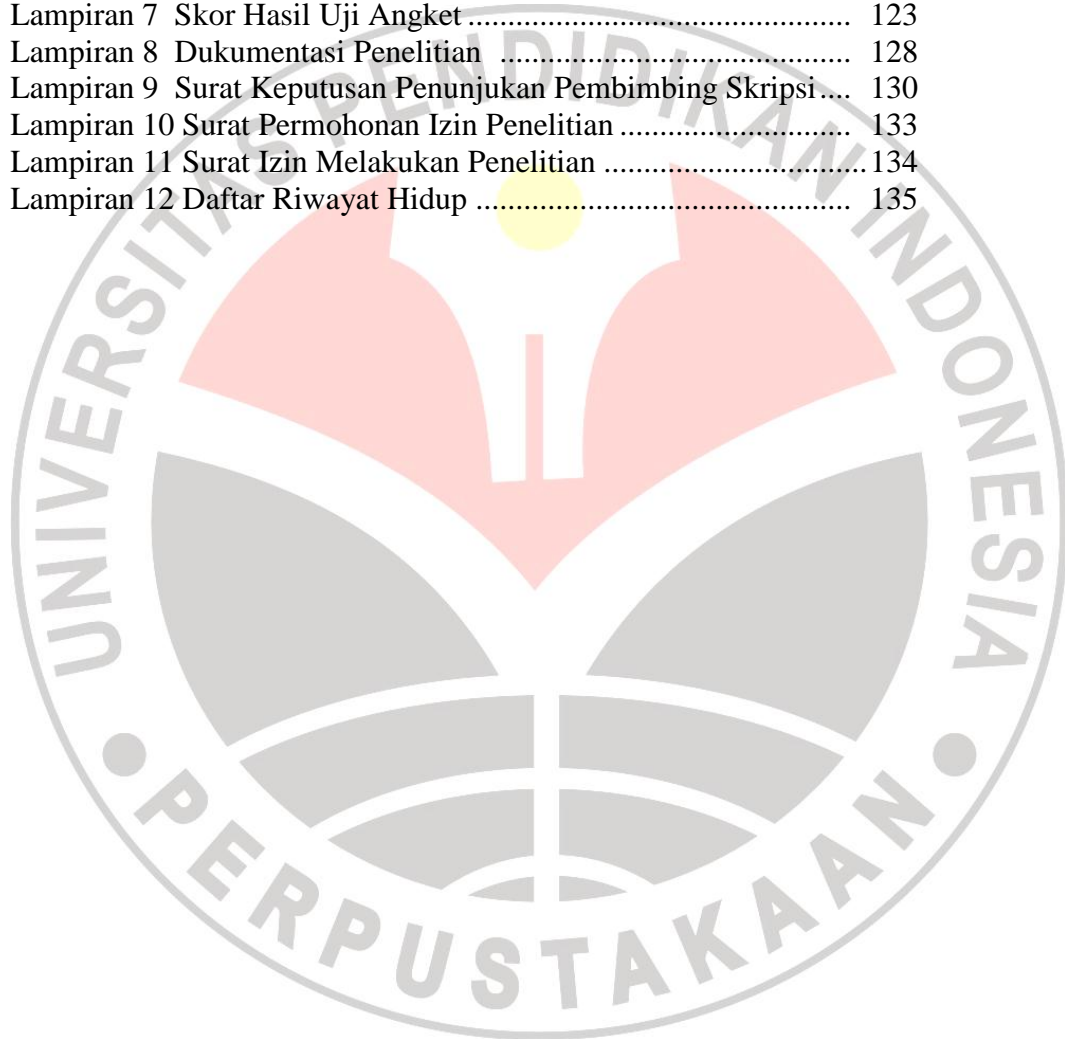 Lampiran 7  Skor Hasil Uji Angket ............................................... 123
Lampiran 8  Dukumentasi Penelitian ........................................... 128
Lampiran 9  Surat Keputusan Penunjukan Pembimbing Skripsi.... 130
Lampiran 10 Surat Permohonan Izin Penelitian ............................ 133
Lampiran 11 Surat Izin Melakukan Penelitian ................................ 134
Lampiran 12 Daftar Riwayat Hidup .............................................. 135
UNIVERSITAS PENDIDIKAN INDONESIA
PERPUSTAKAAN